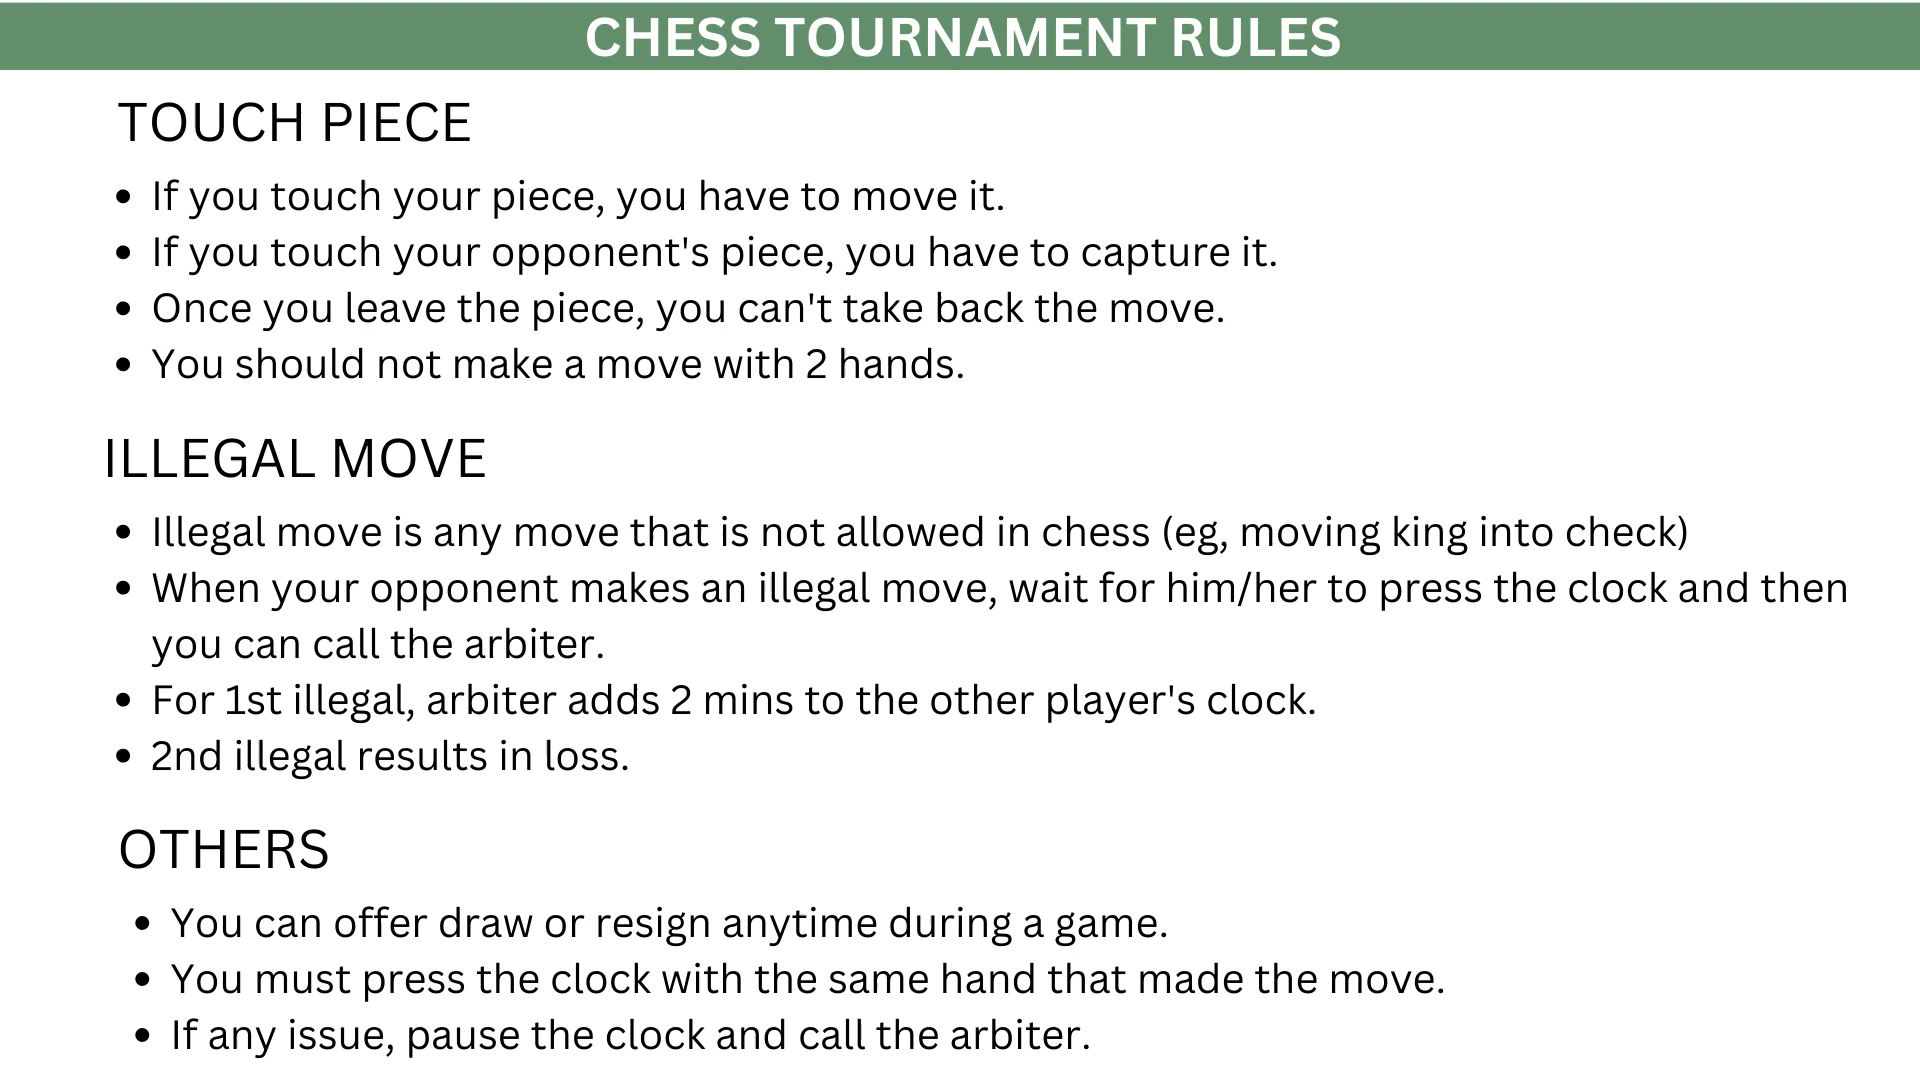 CHESS TOURNAMENT RULES
TOUCH PIECE
• If you touch your piece, you have to move it.
• If you touch your opponent's piece, you have to capture it.
• Once you leave the piece, you can't take back the move.
• You should not make a move with 2 hands.
ILLEGAL MOVE
• Illegal move is any move that is not allowed in chess (eg, moving king into check)
• When your opponent makes an illegal move, wait for him/her to press the clock and then
you can call the arbiter.
• For 1st illegal, arbiter adds 2 mins to the other player's clock.
• 2nd illegal results in loss.
OTHERS
• You can offer draw or resign anytime during a game.
• You must press the clock with the same hand that made the move.
• If any issue, pause the clock and call the arbiter.